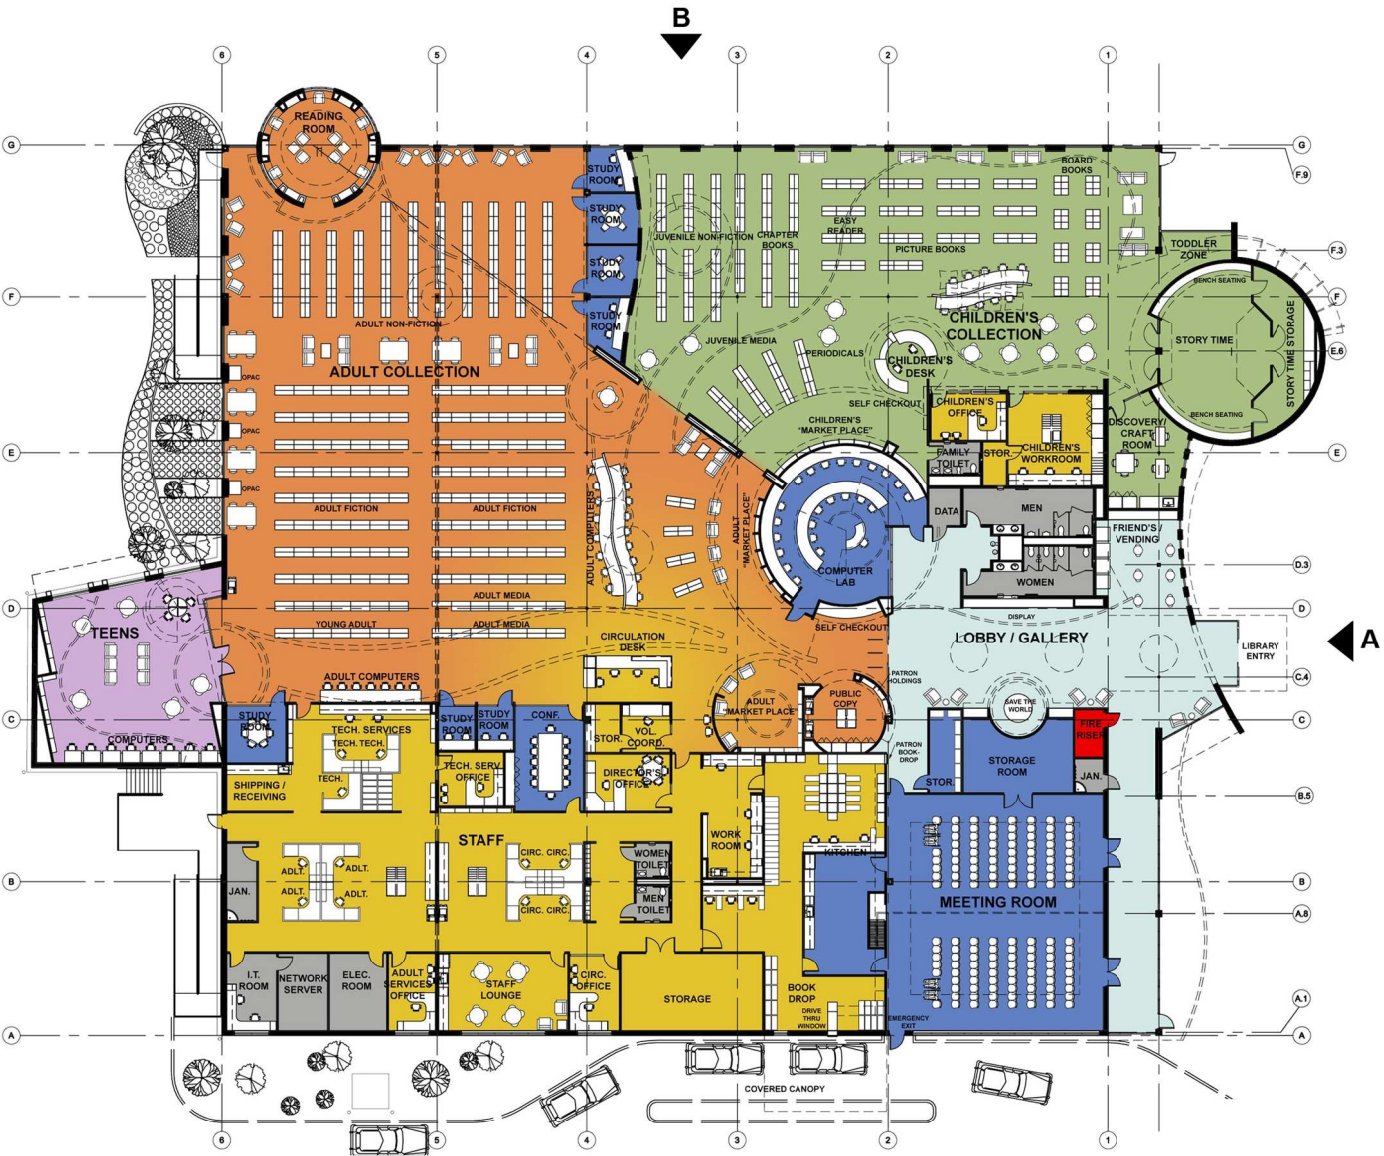 B
6
5
4
3
2
1
G
G
F.9
READING
ROOM
STUDY
ROOM
BOARD
BOOKS
STUDY
ROOM
JUVENILE NON-FICTION
CHAPTER
BOOKS
EASY
READER
PICTURE BOOKS
TODDLER
ZONE
F.3
STUDY
ROOM
BENCH SEATING
F
F
STUDY
ROOM
ADULT NON-FICTION
CHILDREN'S
COLLECTION
STORY TIME
STORY TIME STORAGE
E.6
JUVENILE MEDIA
PERIODICALS
CHILDREN'S
DESK
ADULT COLLECTION
OPAC
SELF CHECKOUT
CHILDREN'S
OFFICE
BENCH SEATING
CHILDREN'S
"MARKET PLACE"
DISCOVERY/
CRAFT
ROOM
OPAC
E
E
FAMILY
TOILET
STOR.
CHILDREN'S
WORKROOM
OPAC
ADULT FICTION
ADULT FICTION
ADULT COMPUTERS
ADULT
"MARKET PLACE"
DATA
MEN
FRIEND'S /
VENDING
COMPUTER
LAB
WOMEN
D.3
ADULT MEDIA
D
D
YOUNG ADULT
ADULT MEDIA
SELF CHECKOUT
DISPLAY
TEENS
CIRCULATION
DESK
LOBBY / GALLERY
LIBRARY
ENTRY
A
ADULT COMPUTERS
PATRON
HOLDINGS
C.4
PUBLIC
COPY
ADULT
"MARKET PLACE"
SAVE THE
WORLD
C
C
STUDY
ROOM
TECH. SERVICES
TECH. TECH.
STUDY
ROOM
STUDY
ROOM
CONF.
STOR.
VOL.
COORD.
FIRE
RISER
COMPUTERS
PATRON
BOOK-
DROP
TECH. SERV.
OFFICE
DIRECTOR'S
OFFICE
STORAGE
ROOM
TECH.
STOR.
JAN.
SHIPPING /
RECEIVING
B.5
STAFF
WORK
ROOM
KITCHEN
CIRC. CIRC.
WOMEN
TOILET
ADLT.
ADLT.
B
B
JAN.
ADLT.
ADLT.
CIRC. CIRC.
MEN
TOILET
MEETING ROOM
A.8
I.T.
ROOM
NETWORK
SERVER
ELEC.
ROOM
ADULT
SERVICES
OFFICE
STAFF
LOUNGE
CIRC.
OFFICE
STORAGE
BOOK
DROP
DRIVE
THRU
WINDOW
EMERGENCY
EXIT
A.1
A
A
COVERED CANOPY
6
5
4
3
2
1